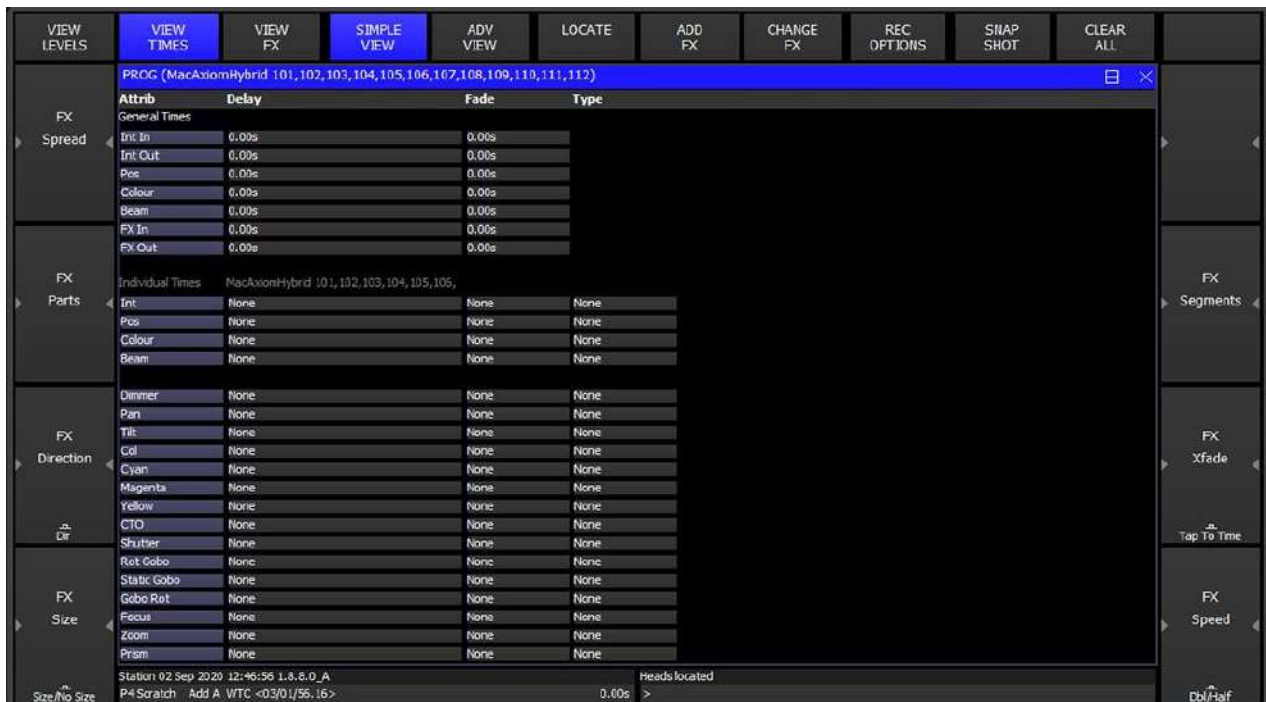 VIEW LEVELS
VIEW TIMES
VIEW FX
SIMPLE VIEW
ADV VIEW
LOCATE
ADD FX
CHANGE FX
REC OPTIONS
SNAP SHOT
CLEAR ALL
PROG (MacAxiomHybrid 101,102,103,104,105,106,107,108,109,110,111,112)
Attrib Delay Fade Type
General Times
Int In 0.00s 0.00s
Int Out 0.00s 0.00s
Pos 0.00s 0.00s
Colour 0.00s 0.00s
Beam 0.00s 0.00s
FX In 0.00s 0.00s
FX Out 0.00s 0.00s
Individual Times MacAxiomHybrid 101,102,103,104,105,106,
Int None None None
Pos None None None
Colour None None None
Beam None None None
Dimmer None None None
Pan None None None
Tilt None None None
Col None None None
Cyan None None None
Magenta None None None
Yellow None None None
CTO None None None
Shutter None None None
Rot Gobo None None None
Static Gobo None None None
Gobo Rot None None None
Focus None None None
Zoom None None None
Prism None None None
Station 02 Sep 2020 12:46:56 1.8.8.0_A
Heads located
P4 Scratch Add A WTC <03/01/56.16> 0.00s >
FX
Spread
FX
Parts
FX
Direction
Dir
FX
Size
Size/No Size
FX
Segments
FX
Xfade
Tap To Time
FX
Speed
Dbl/Half